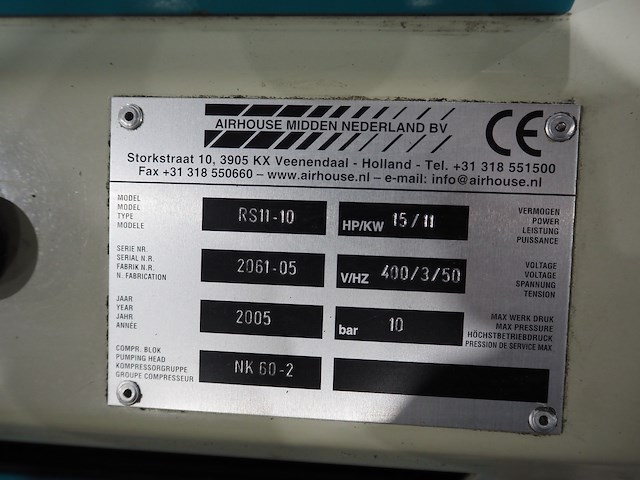 AIRHOUSE MIDDEN NEDERLAND BV
CE
Storkstraat 10, 3905 KX Veenendaal - Holland - Tel. +31 318 551500
Fax +31 318 550660 – www.airhouse.nl – e-mail: info@airhouse.nl
MODEL
MODEL
TYPE
MODELE
RS11-10
HP/KW 15/11
VERMOGEN
POWER
LEISTUNG
PUISSANCE
SERIE NR.
SERIAL N.R.
FABRIK N.R.
N. FABRICATION
2061-05
V/HZ 400/3/50
VOLTAGE
VOLTAGE
SPANNUNG
TENSION
JAAR
YEAR
JAHR
ANNÉE
2005
bar 10
MAX WERK DRUK
MAX PRESSURE
HÖCHSTBETRIEBDRUCK
PRESSION DE SERVICE MAX
COMPR. BLOK
PUMPING HEAD
KOMPRESSORGRUPPE
GROUPE COMPRESSEUR
NK 60-2